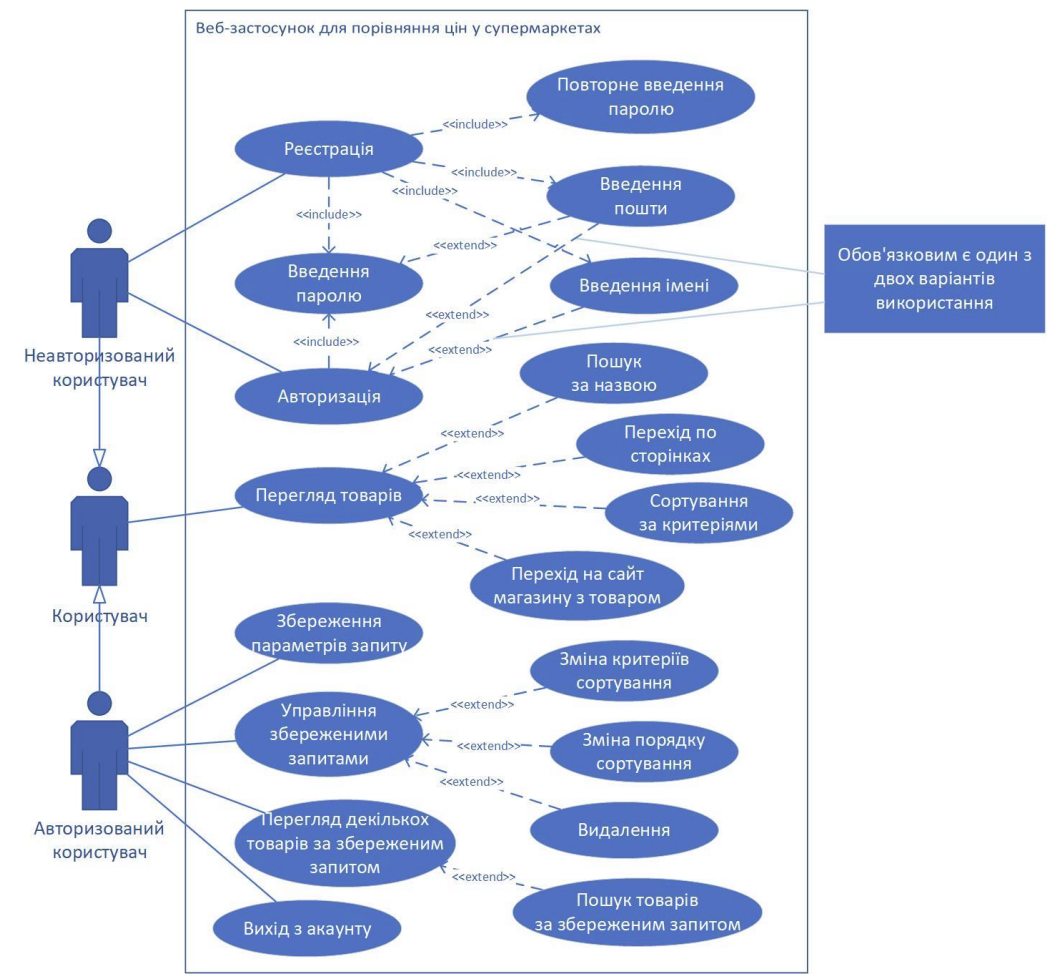 Веб-застосунок для порівняння цін у супермаркетах
Повторне введення
паролю
<<include>>
Реєстрація
<<include>>
<<include>>
Введення
пошти
<<include>>
<<extend>>
Обов'язковим є один з
двох варіантів
використання
Введення
паролю
Введення імені
<<extend>>
<<include>>
<<extend>>
Неавторизований
користувач
Авторизація
Пошук
за назвою
<<extend>>
Перехід по
сторінках
<<extend>>
Перегляд товарів
<<extend>>
Сортування
за критеріями
<<extend>>
Перехід на сайт
магазину з товаром
Користувач
Збереження
параметрів запиту
Зміна критеріїв
сортування
<<extend>>
Управління
збереженими
запитами
<<extend>>
Зміна порядку
сортування
<<extend>>
Авторизований
користувач
Перегляд декількох
товарів за збереженим
запитом
Видалення
<<extend>>
Пошук товарів
за збереженим запитом
Вихід з акаунту